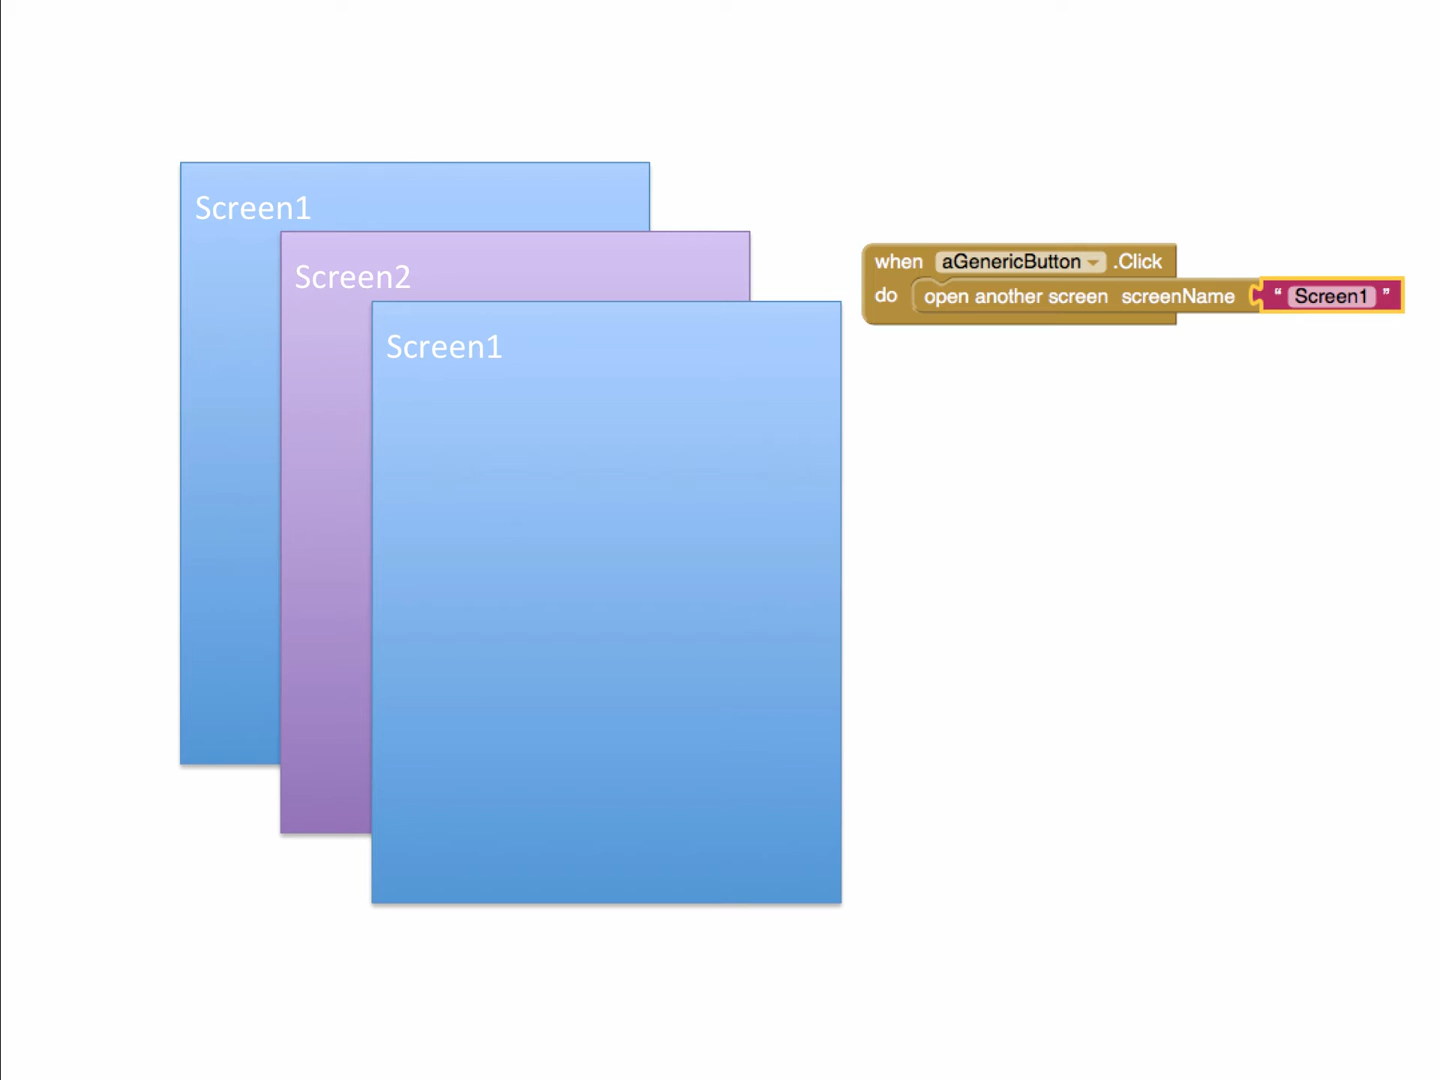 Screen1
Screen2
Screen1
when aGenericButton .Click
do open another screen screenName “ Screen1 ”